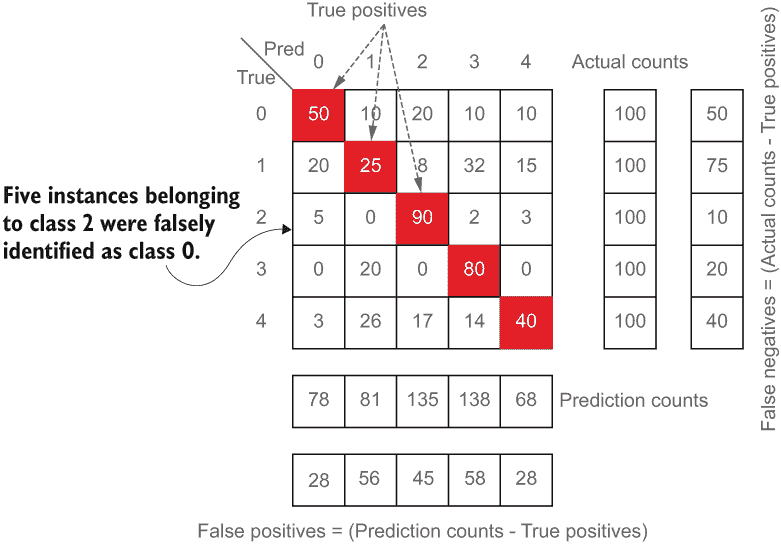 True positives
Pred
True
0 1 2 3 4 Actual counts
0 50 10 20 10 10 100 50
1 20 25 8 32 15 100 75
2 5 0 90 2 3 100 10
3 0 20 0 80 0 100 20
4 3 26 17 14 40 100 40
Five instances belonging
to class 2 were falsely
identified as class 0.
78 81 135 138 68 Prediction counts
28 56 45 58 28
False positives = (Prediction counts - True positives)
False negatives = (Actual counts - True positives)